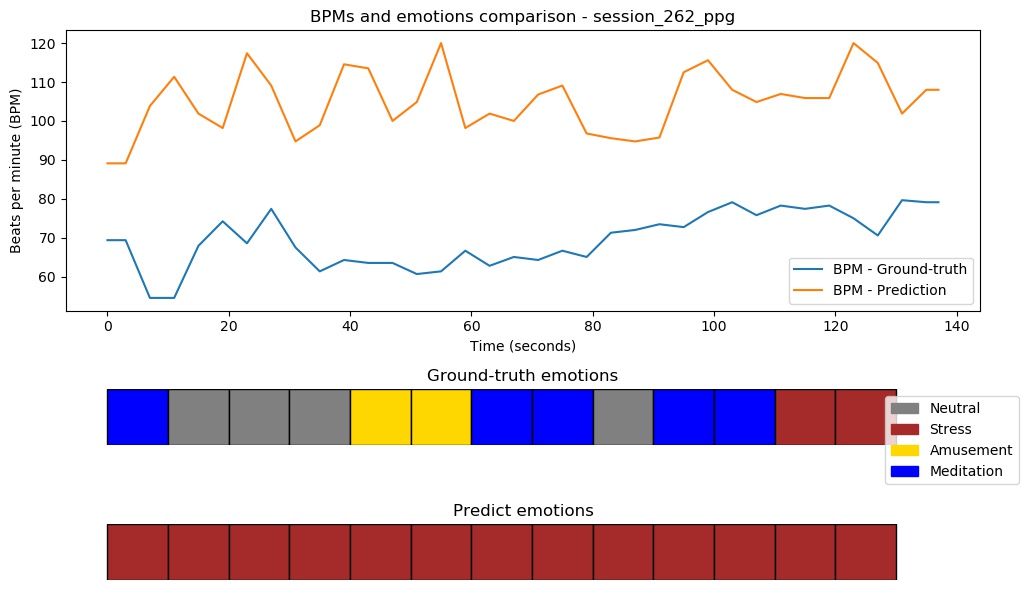 BPMs and emotions comparison - session_262_ppg
Beats per minute (BPM)
120
110
100
90
80
70
60
BPM - Ground-truth
BPM - Prediction
0 20 40 60 80 100 120 140
Time (seconds)
Ground-truth emotions
Neutral
Stress
Amusement
Meditation
Predict emotions